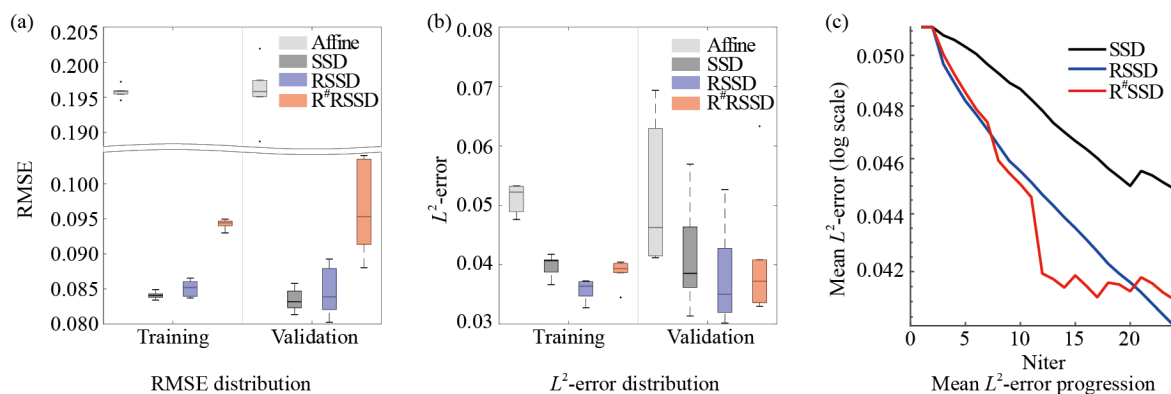 (a)
0.205
0.200
0.195
0.190
0.100
0.095
0.090
0.085
0.080
RMSE
Affine
SSD
RSSD
R#RSSD
Training
Validation
RMSE distribution
(b)
0.08
0.07
0.06
0.05
0.04
0.03
L²-error
Affine
SSD
RSSD
R#RSSD
Training
Validation
L²-error distribution
(c)
0.050
0.048
0.046
0.044
0.042
Mean L²-error (log scale)
SSD
RSSD
R#SSD
5
10
15
20
Niter
Mean L²-error progression